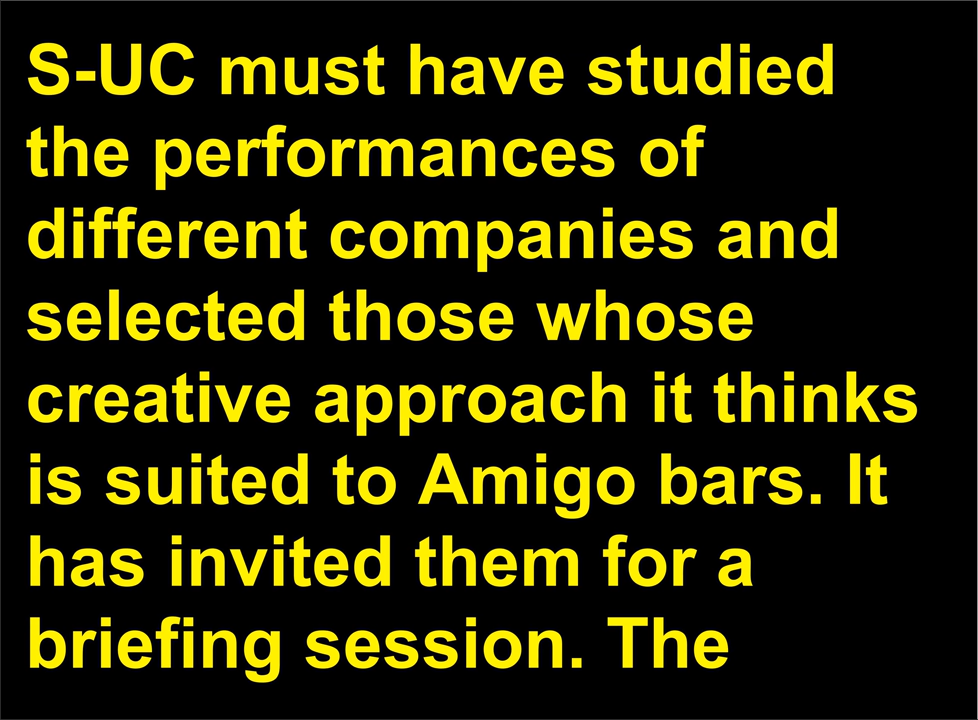 S-UC must have studied
the performances of
different companies and
selected those whose
creative approach it thinks
is suited to Amigo bars. It
has invited them for a
briefing session. The